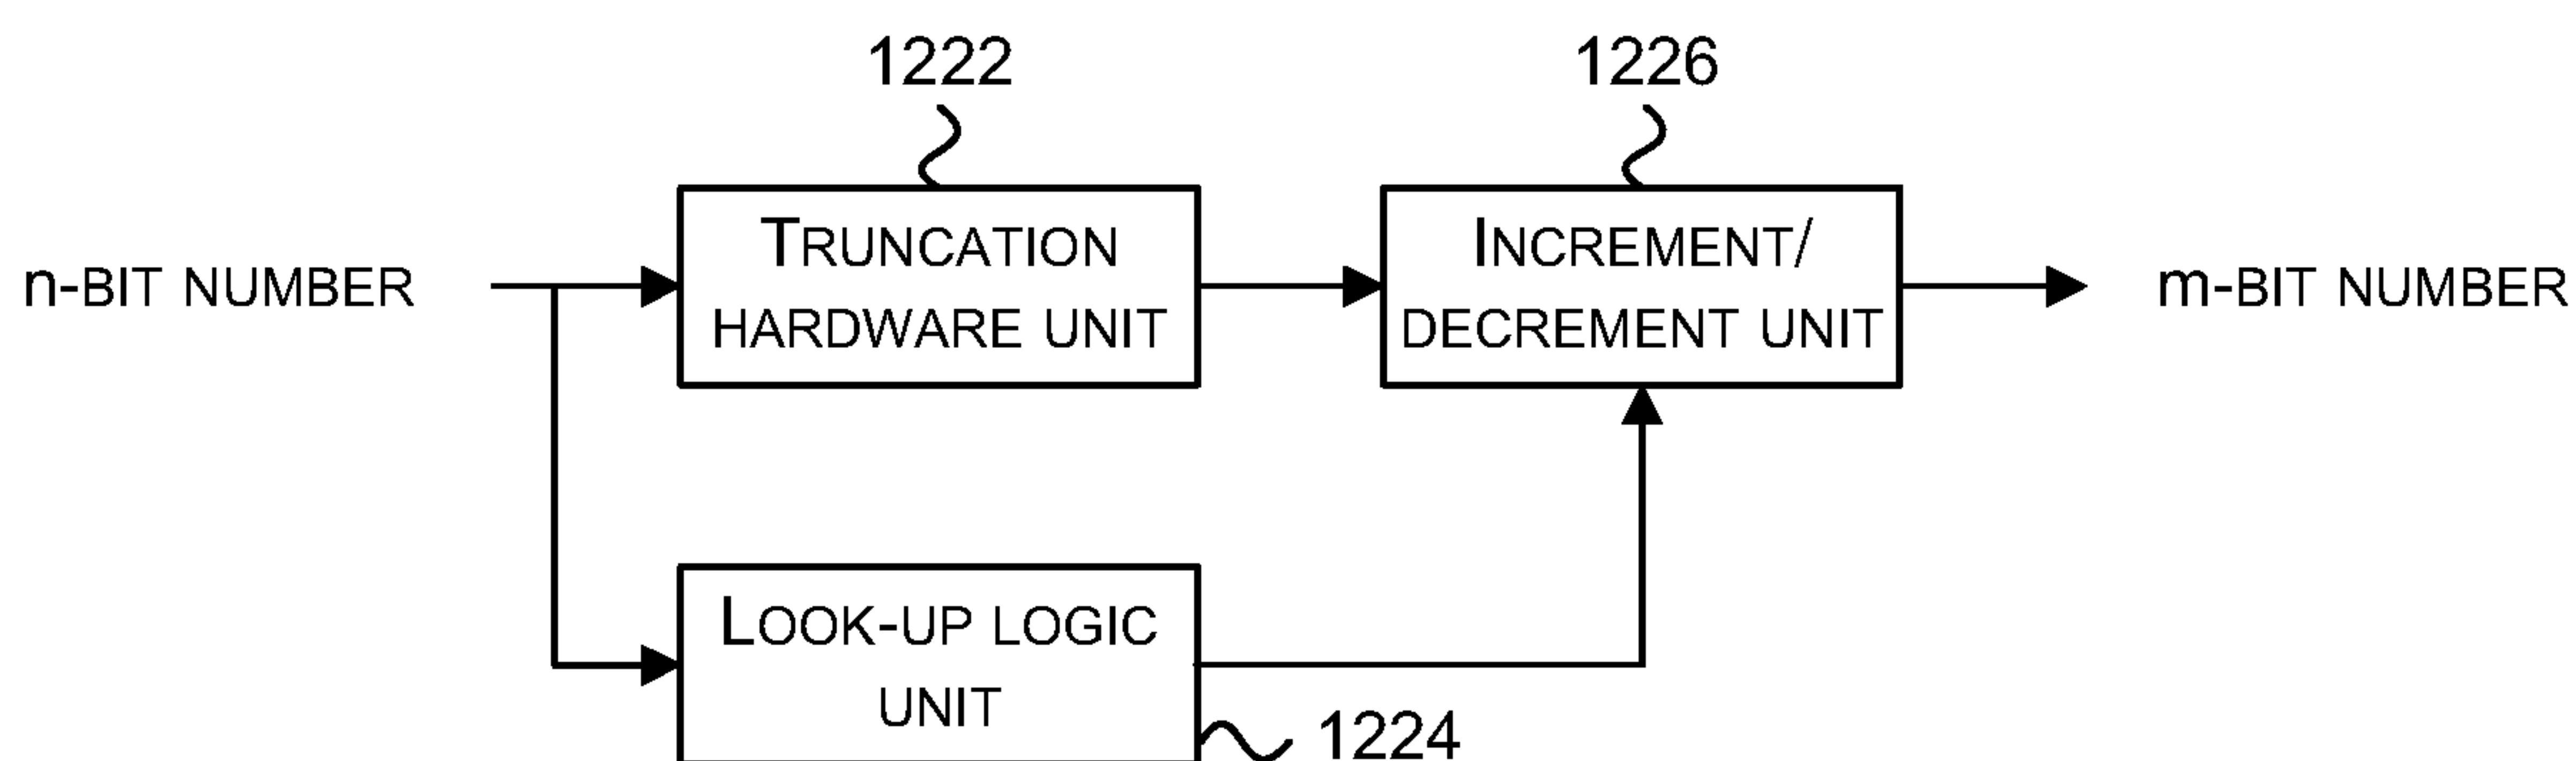 1222
1226
n-BIT NUMBER
TRUNCATION
HARDWARE UNIT
INCREMENT/
DECREMENT UNIT
m-BIT NUMBER
LOOK-UP LOGIC
UNIT
1224